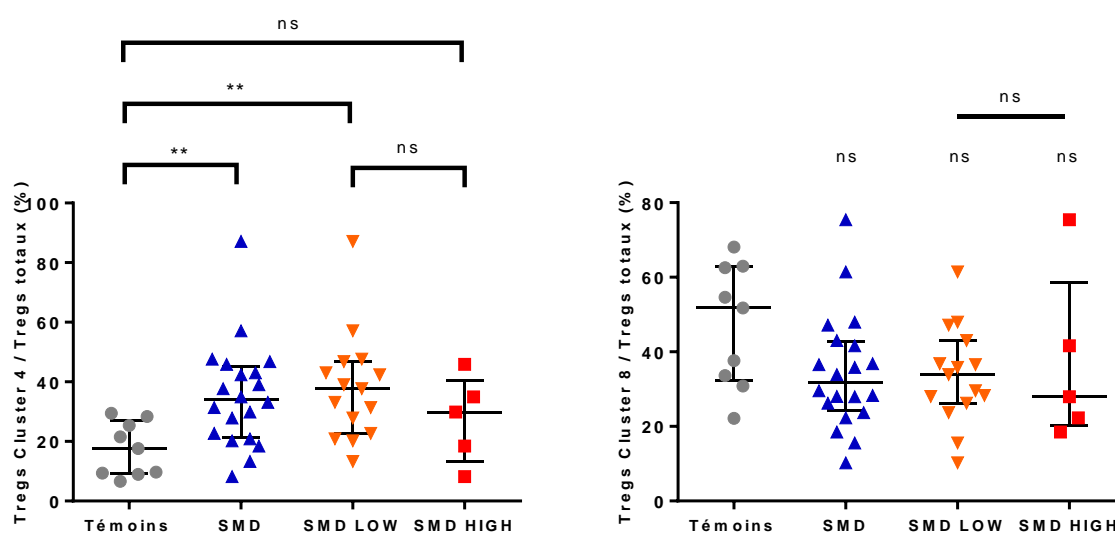 ns
**
**
ns
Tregs Cluster 4 / Tregs totaux (%)
100
80
60
40
20
0
Témoins SMD SMD LOW SMD HIGH
ns
ns ns ns
Tregs Cluster 8 / Tregs totaux (%)
80
60
40
20
0
Témoins SMD SMD LOW SMD HIGH